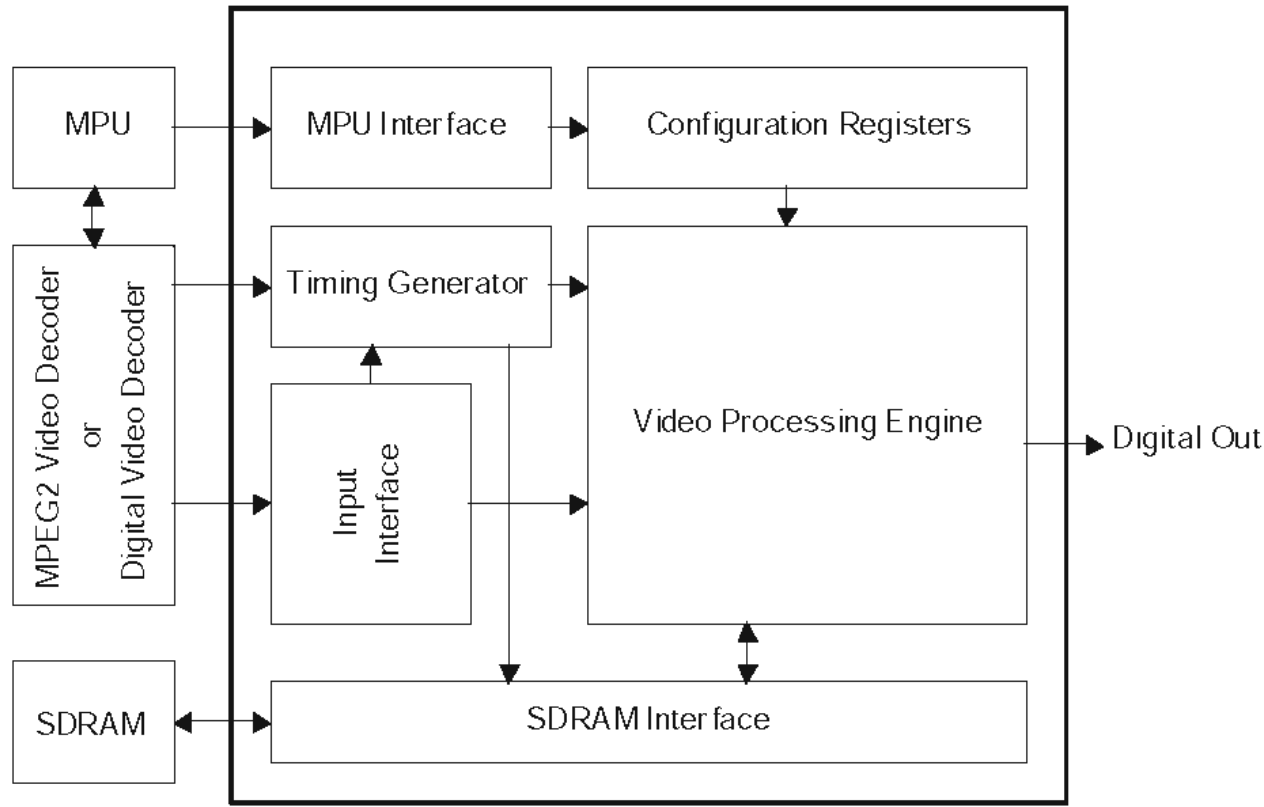 MPU
MPU Interface
Configuration Registers
MPEG2 Video Decoder
or
Digital Video Decoder
Timing Generator
Input
Interface
Video Processing Engine
Digital Out
SDRAM
SDRAM Interface